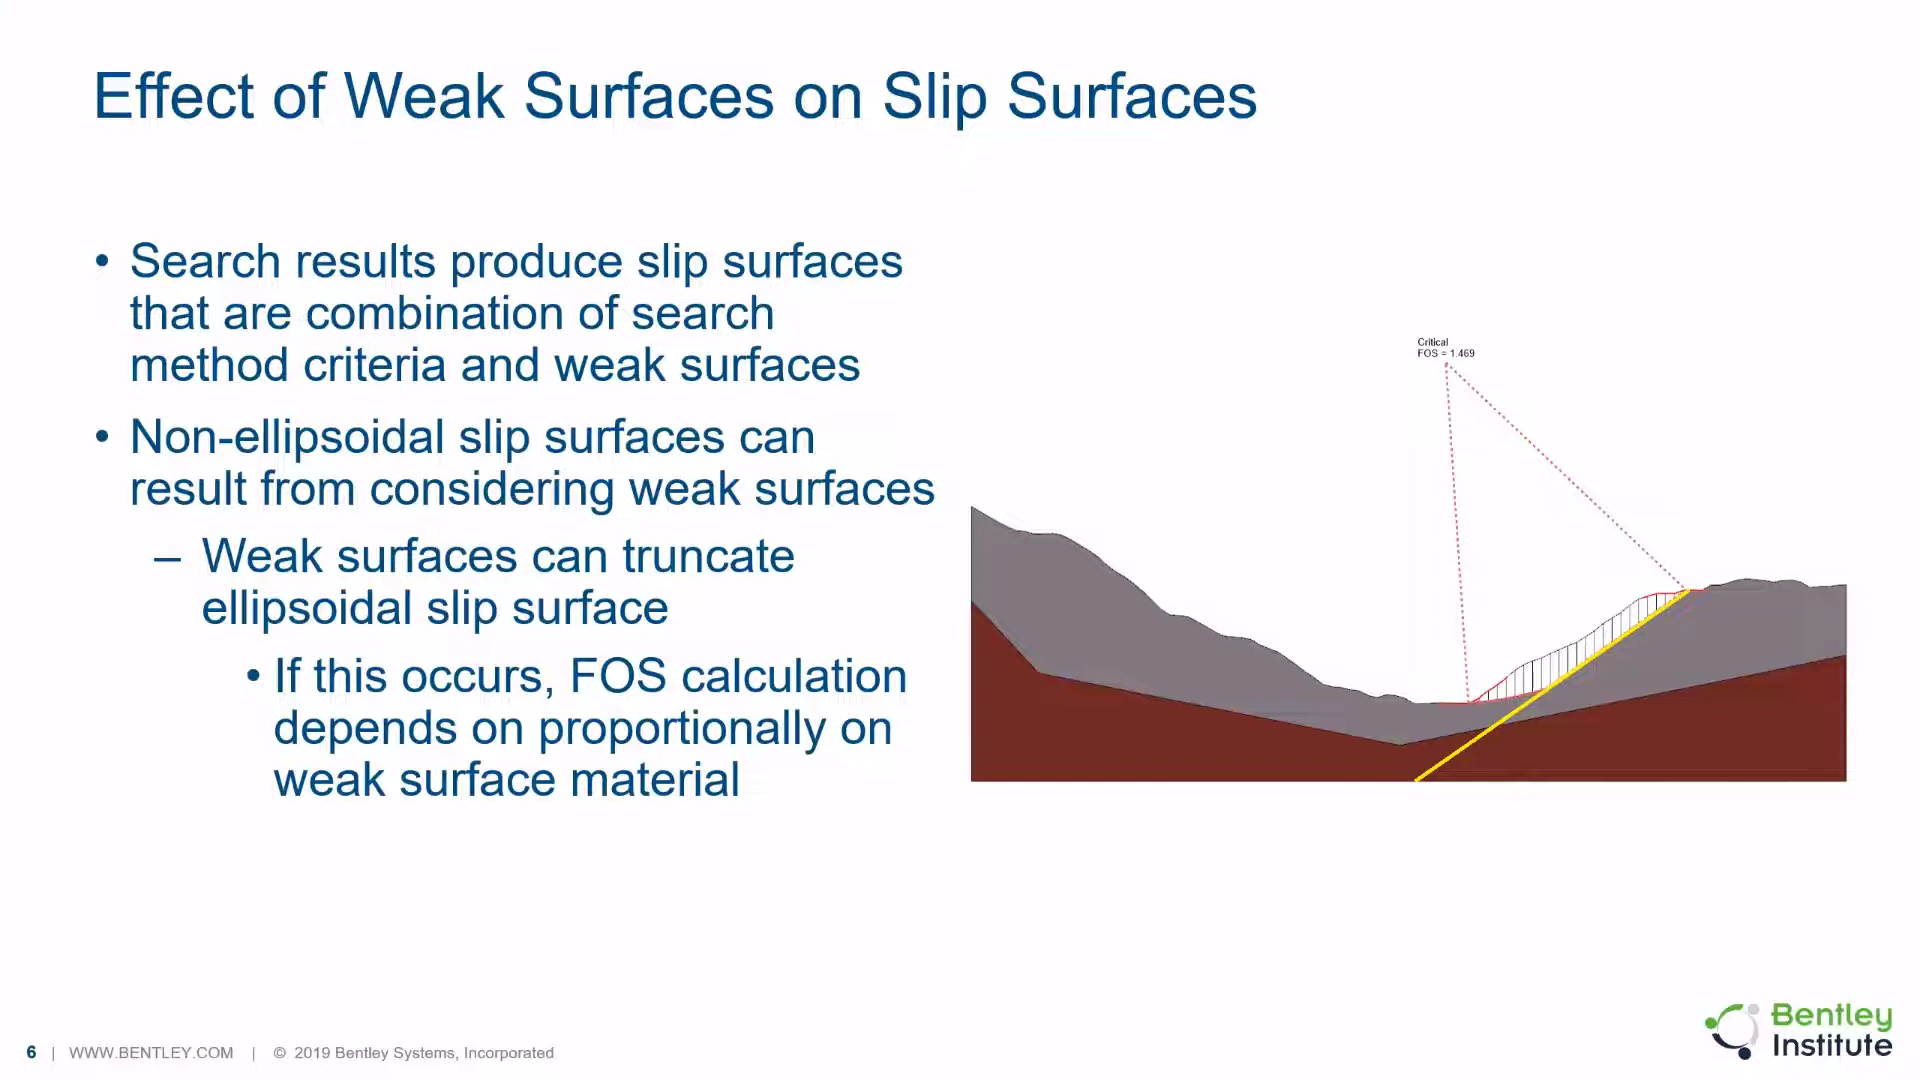 Effect of Weak Surfaces on Slip Surfaces
• Search results produce slip surfaces
that are combination of search
method criteria and weak surfaces
• Non-ellipsoidal slip surfaces can
result from considering weak surfaces
– Weak surfaces can truncate
ellipsoidal slip surface
• If this occurs, FOS calculation
depends on proportionally on
weak surface material
Critical
FOS = 1.469
6 | WWW.BENTLEY.COM | © 2019 Bentley Systems, Incorporated
Bentley
Institute